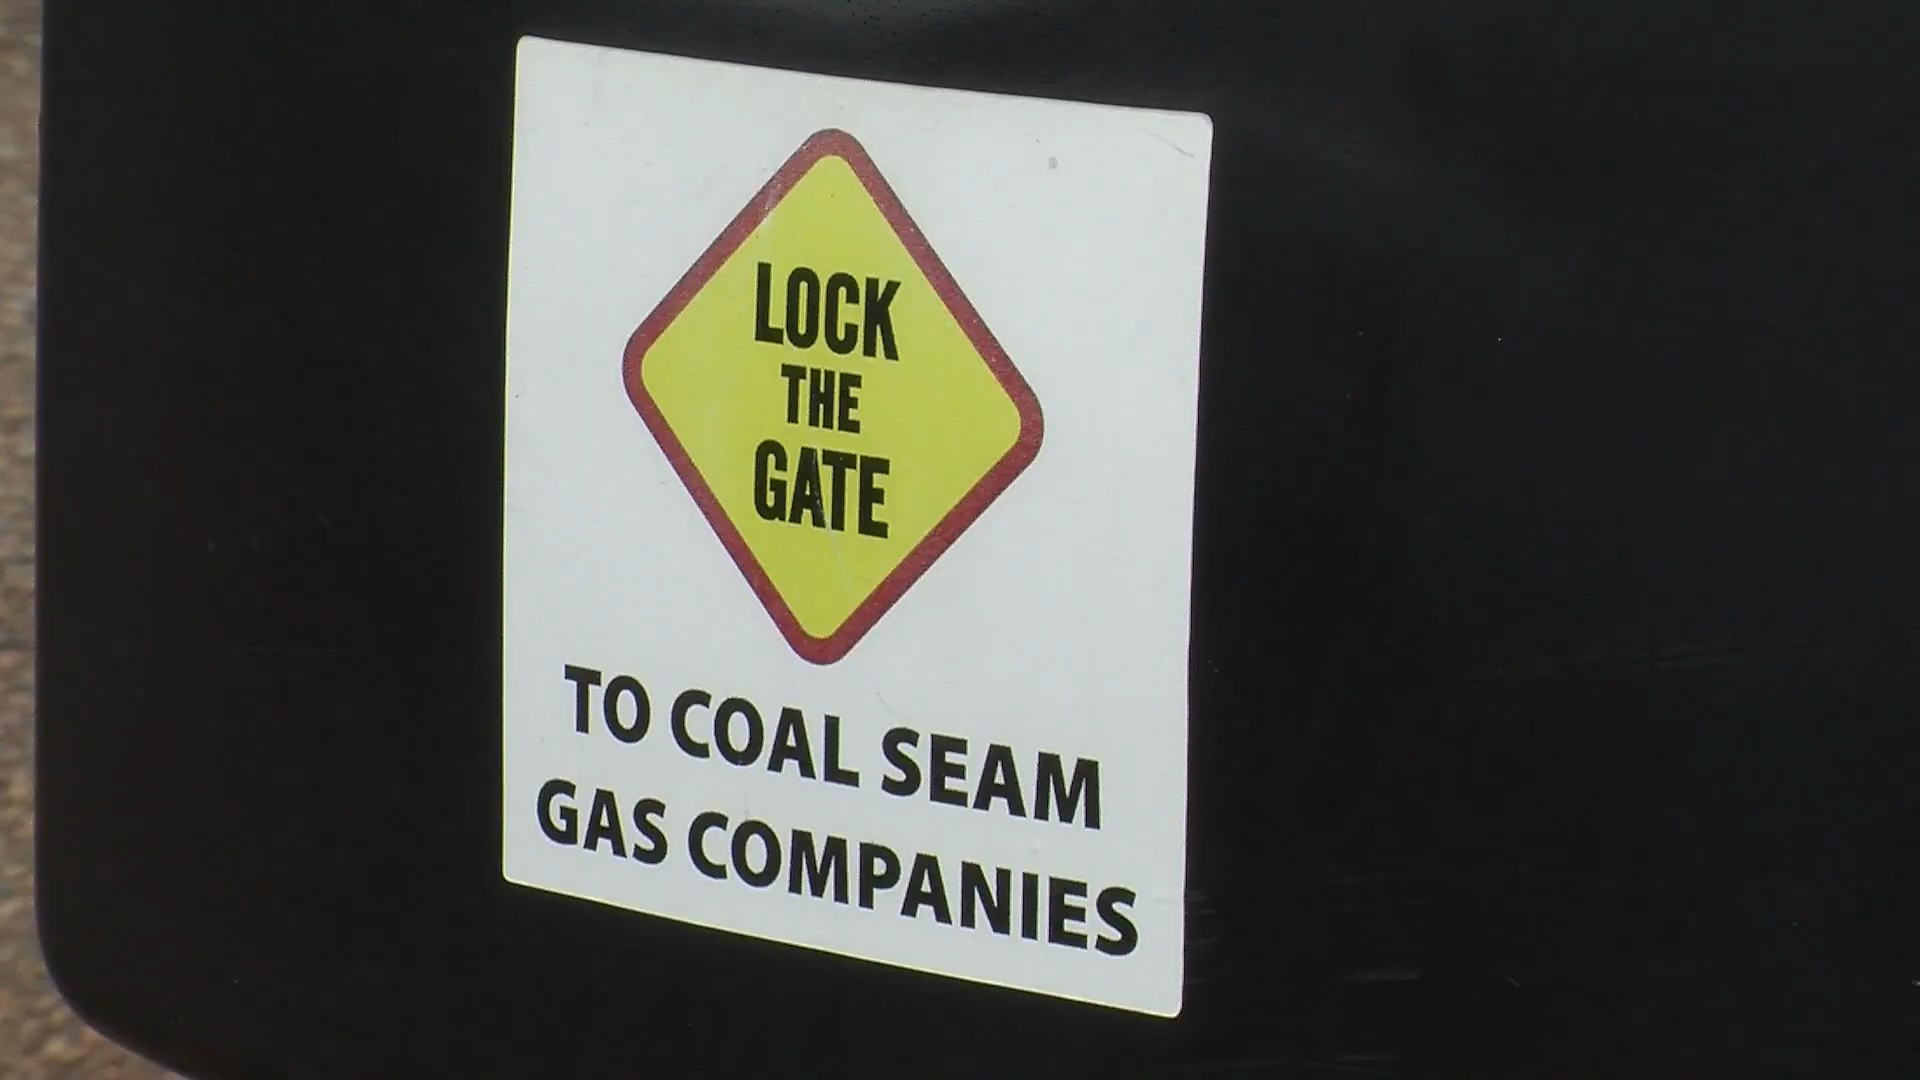 LOCK
THE
GATE
TO COAL SEAM
GAS COMPANIES